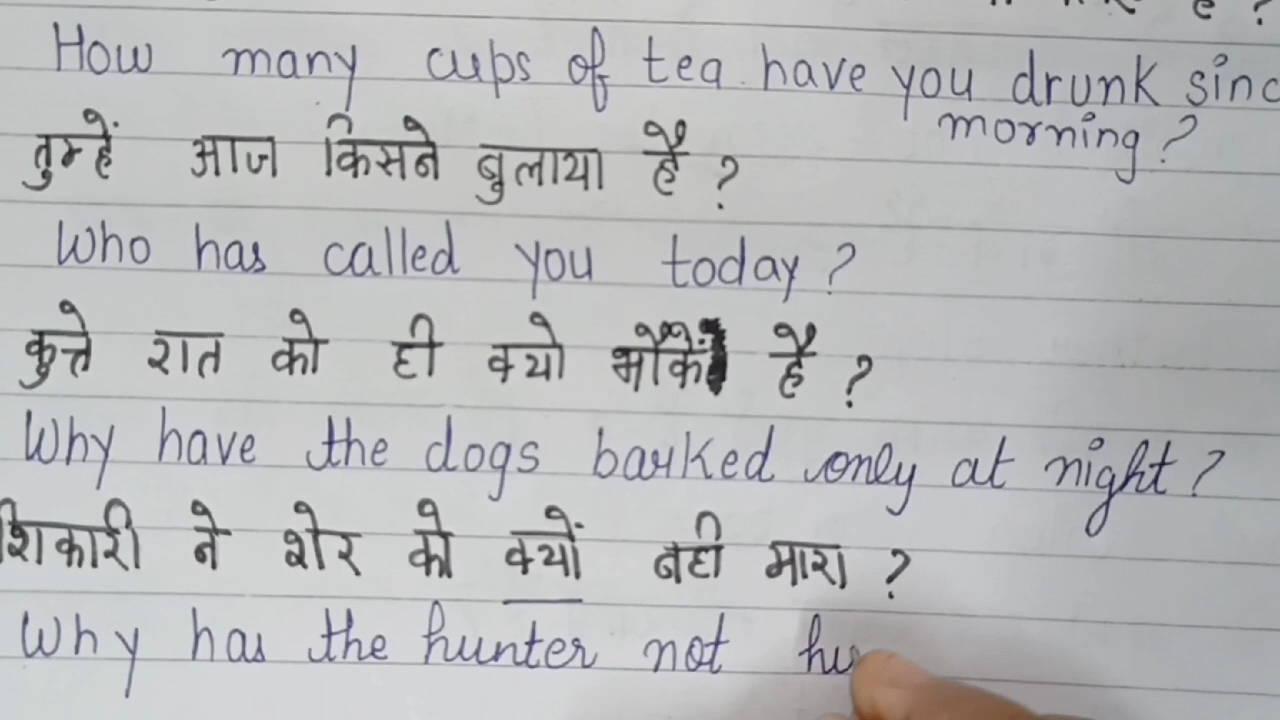 How many cups of tea have you drunk sinc
morning?
तुम्हें आज किसने बुलाया है ?
Who has called you today?
कुत्ते रात को ही क्यो भौंके है ?
Why have the dogs barked only at night?
शिकारी ने शेर को क्यों नही मारा ?
Why has the hunter not hu